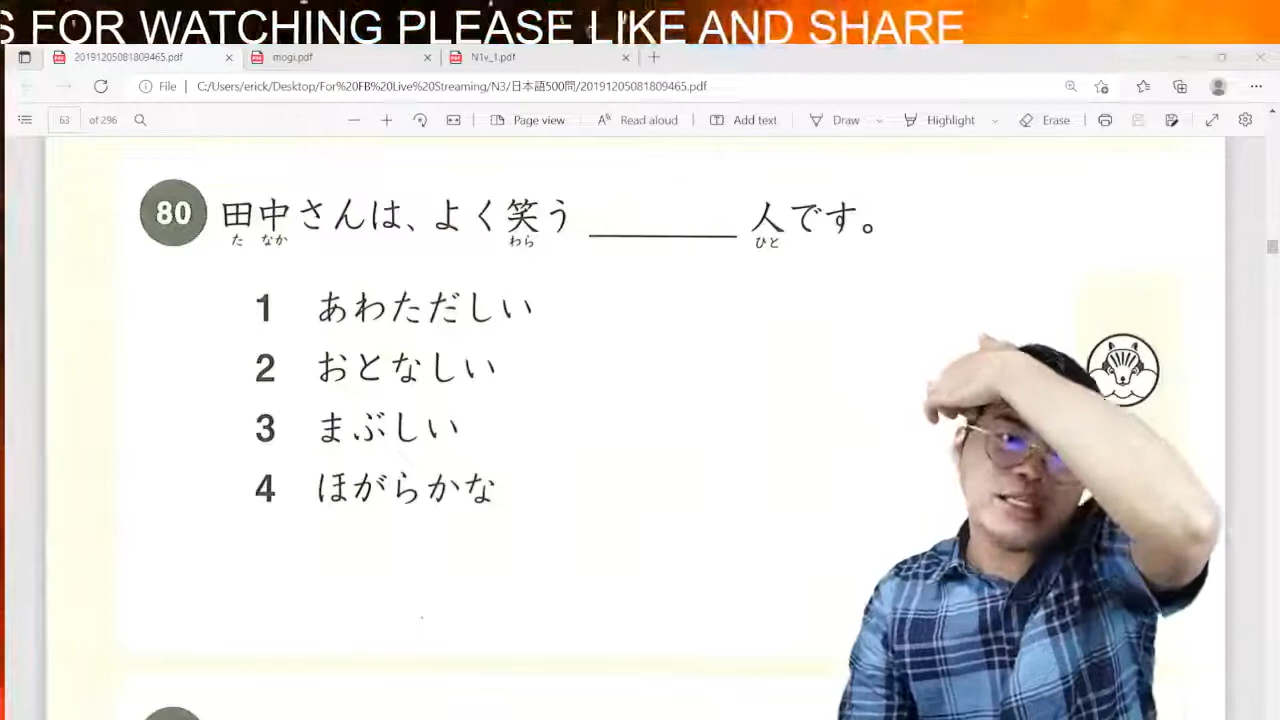 S FOR WATCHING PLEASE LIKE AND SHARE
20191205081809465.pdf
mogi.pdf
N1v_1.pdf
File C:/Users/erick/Desktop/For%20FB%20Live%20Streaming/N3/日本語500問/20191205081809465.pdf
63 of 296 Page view Read aloud Add text Draw Highlight Erase
80 田中さんは、よく笑う ________ 人です。
た なか わら ひと
1 あわただしい
2 おとなしい
3 まぶしい
4 ほがらかな